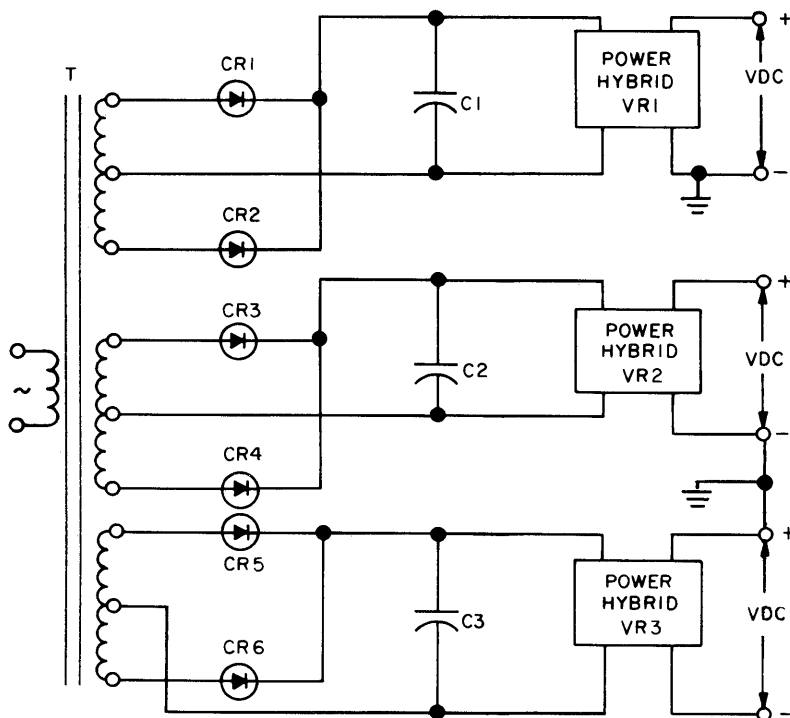 T
CR1
C1
POWER
HYBRID
VR1
+
VDC
-
CR2
CR3
C2
POWER
HYBRID
VR2
+
VDC
-
~
CR4
CR5
C3
POWER
HYBRID
VR3
+
VDC
-
CR6